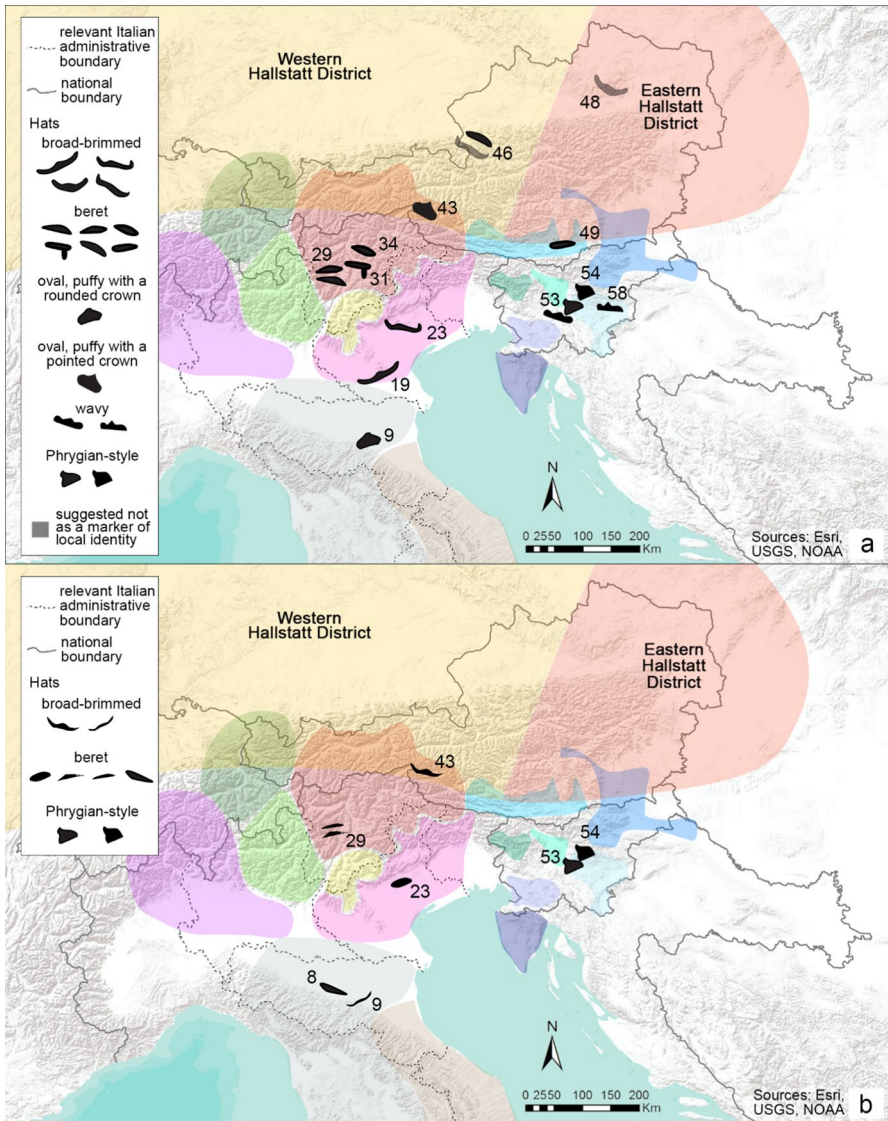 relevant Italian
administrative
boundary
national
boundary
Hats
broad-brimmed
beret
oval, puffy with a
rounded crown
oval, puffy with a
pointed crown
wavy
Phrygian-style
suggested not
as a marker of
local identity
Western
Hallstatt District
Eastern
Hallstatt
District
48
46
43
49
34
29
31
54
53
58
23
19
9
N
0 2550 100 150 200
Km
Sources: Esri,
USGS, NOAA
a
relevant Italian
administrative
boundary
national
boundary
Hats
broad-brimmed
beret
Phrygian-style
Western
Hallstatt District
Eastern
Hallstatt
District
43
29
54
53
23
8
9
N
0 2550 100 150 200
Km
Sources: Esri,
USGS, NOAA
b